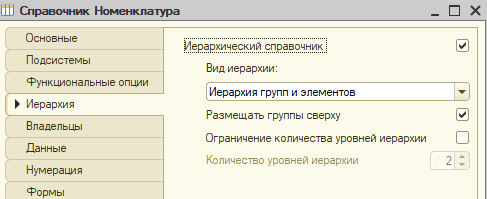 Справочник Номенклатура
Основные
Подсистемы
Функциональные опции
Иерархия
Владельцы
Данные
Нумерация
Формы
Иерархический справочник
Вид иерархии:
Иерархия групп и элементов
Размещать группы сверху
Ограничение количества уровней иерархии
Количество уровней иерархии 2